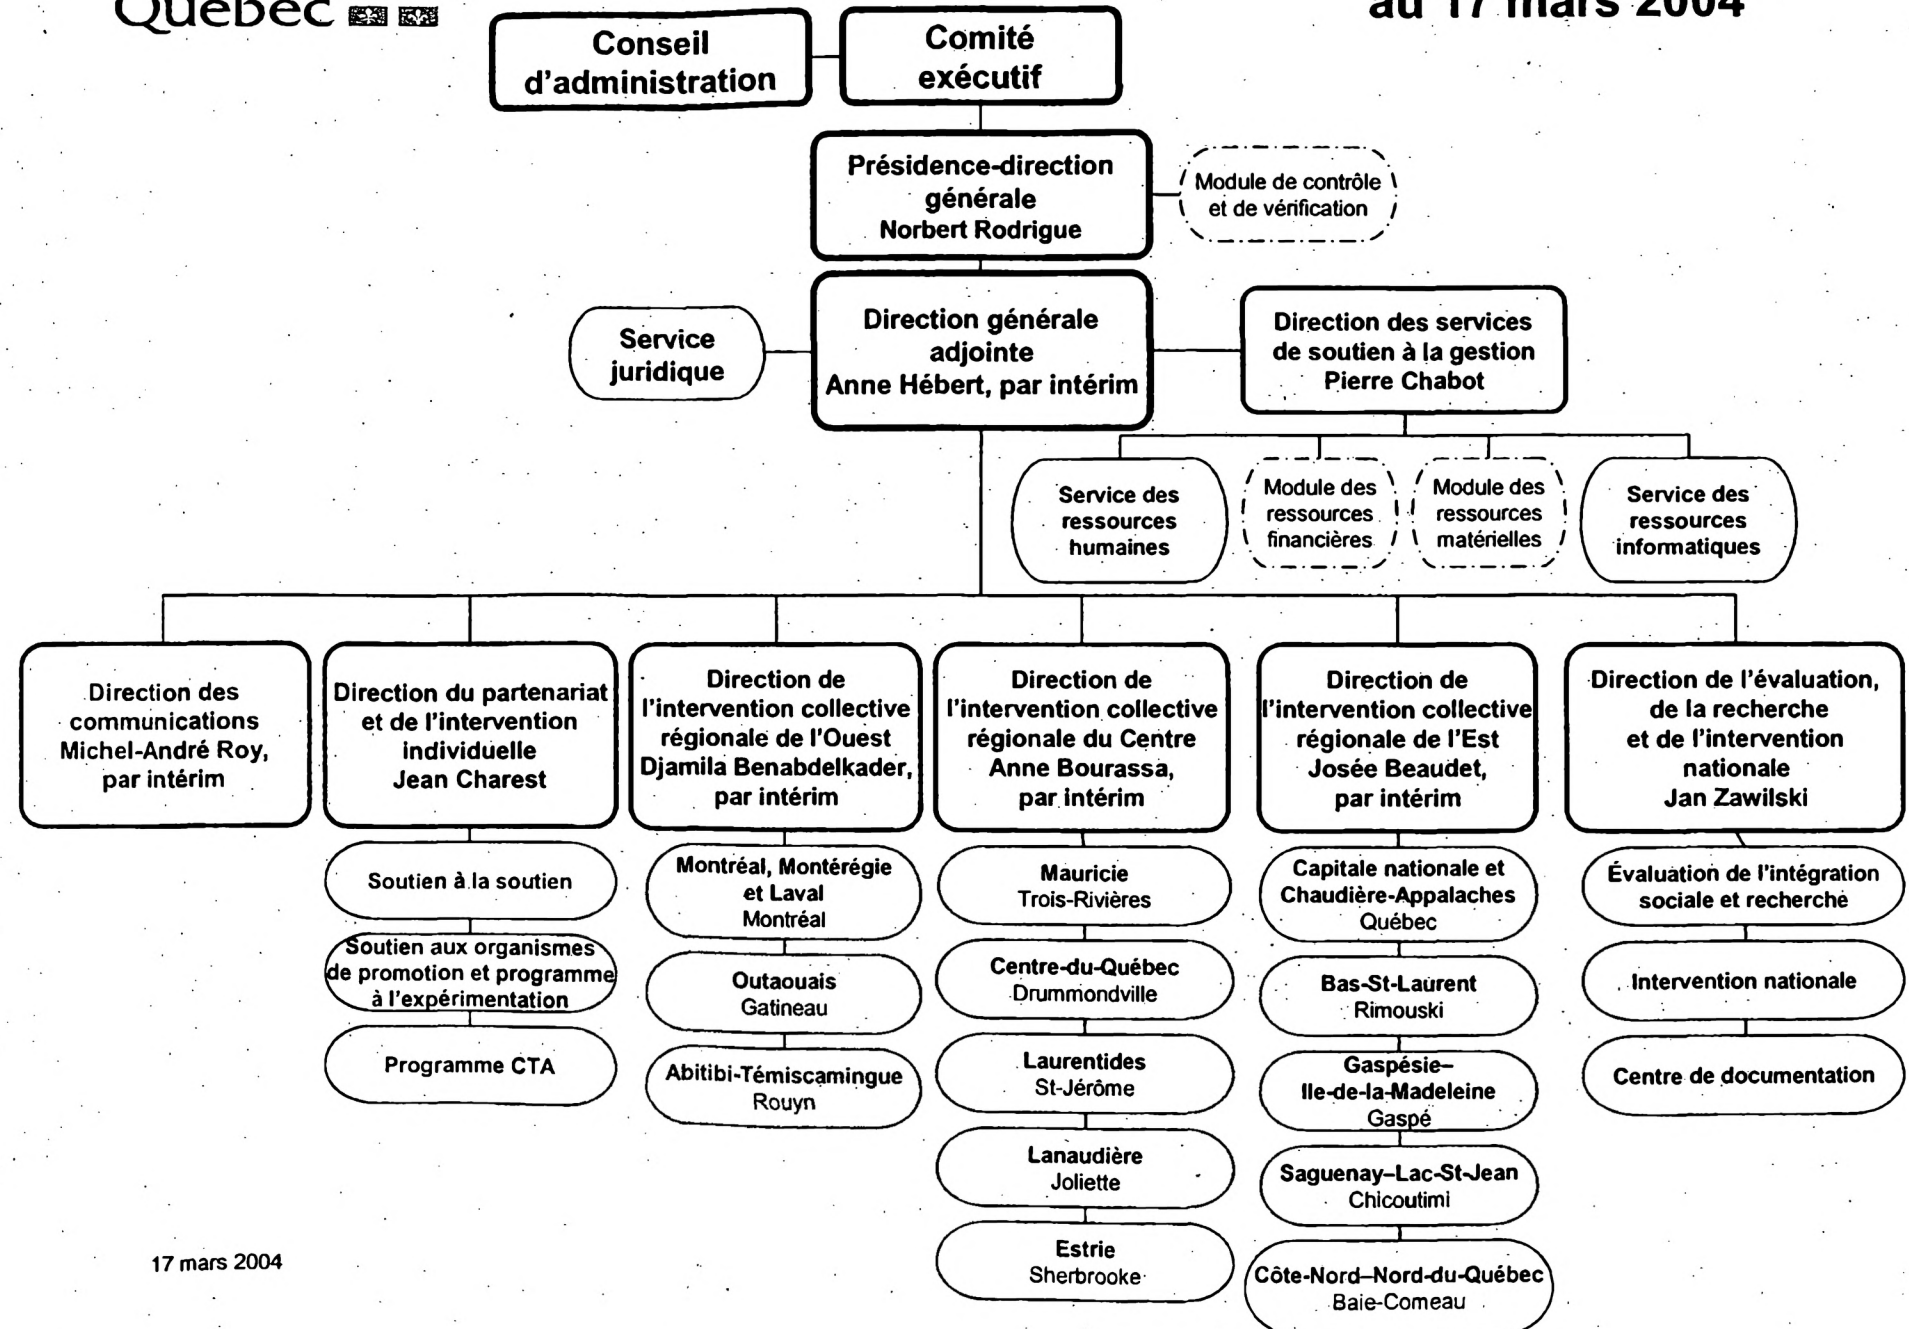 Québec
au 17 mars 2004
Conseil
d'administration
Comité
exécutif
Présidence-direction
générale
Norbert Rodrigue
Module de contrôle
et de vérification
Service
juridique
Direction générale
adjointe
Anne Hébert, par intérim
Direction des services
de soutien à la gestion
Pierre Chabot
Service des
ressources
humaines
Module des
ressources
financières
Module des
ressources
matérielles
Service des
ressources
informatiques
Direction des
communications
Michel-André Roy,
par intérim
Direction du partenariat
et de l'intervention
individuelle
Jean Charest
Direction de
l'intervention collective
régionale de l'Ouest
Djamila Benabdelkader,
par intérim
Direction de
l'intervention collective
régionale du Centre
Anne Bourassa,
par intérim
Direction de
l'intervention collective
régionale de l'Est
Josée Beaudet,
par intérim
Direction de l'évaluation,
de la recherche
et de l'intervention
nationale
Jan Zawilski
Soutien à la soutien
Soutien aux organismes
de promotion et programme
à l'expérimentation
Programme CTA
Montréal, Montérégie
et Laval
Montréal
Outaouais
Gatineau
Abitibi-Témiscamingue
Rouyn
Mauricie
Trois-Rivières
Centre-du-Québec
Drummondville
Laurentides
St-Jérôme
Lanaudière
Joliette
Estrie
Sherbrooke
Capitale nationale et
Chaudière-Appalaches
Québec
Bas-St-Laurent
Rimouski
Gaspésie–
Ile-de-la-Madeleine
Gaspé
Saguenay–Lac-St-Jean
Chicoutimi
Côte-Nord–Nord-du-Québec
Baie-Comeau
Évaluation de l'intégration
sociale et recherche
Intervention nationale
Centre de documentation
17 mars 2004